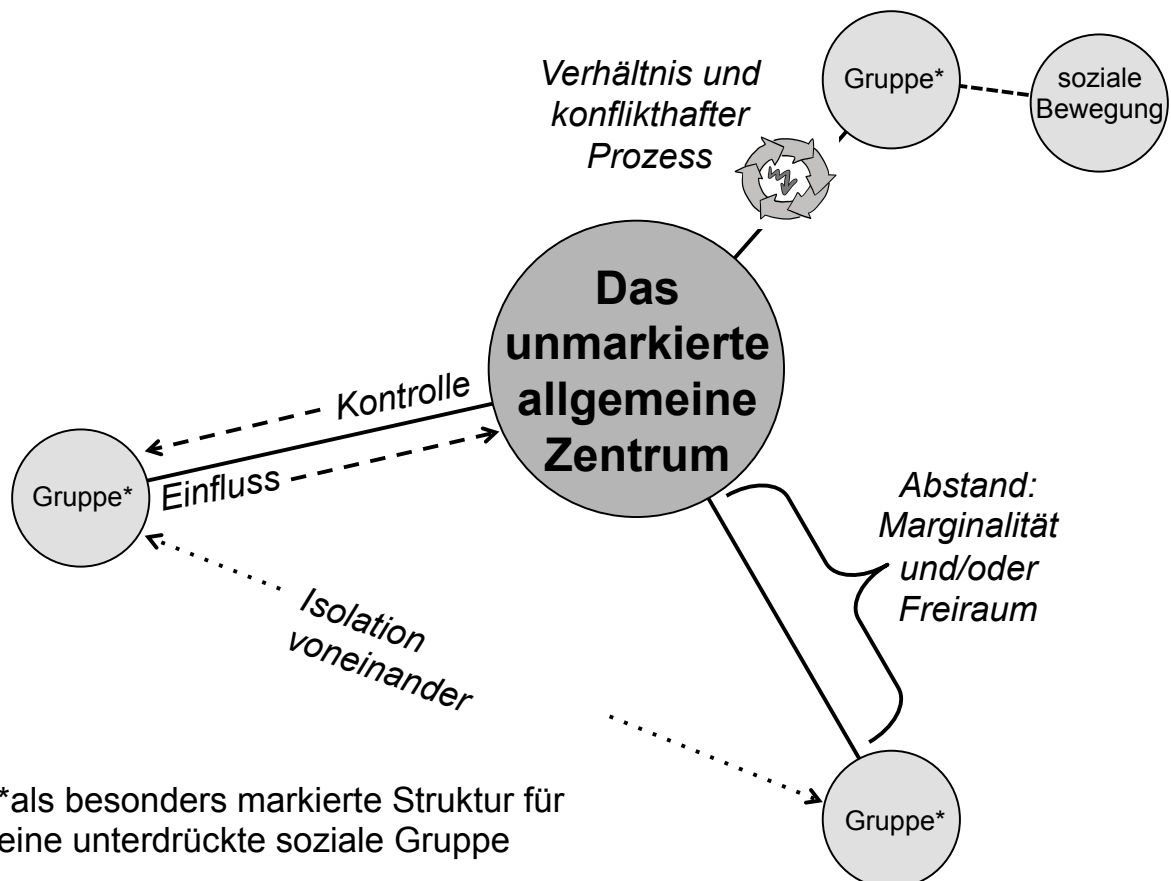 Verhältnis und
konflikthafter
Prozess
Gruppe*
soziale
Bewegung
Das
unmarkierte
allgemeine
Zentrum
Kontrolle
Einfluss
Gruppe*
Abstand:
Marginalität
und/oder
Freiraum
Isolation
voneinander
Gruppe*
*als besonders markierte Struktur für
eine unterdrückte soziale Gruppe